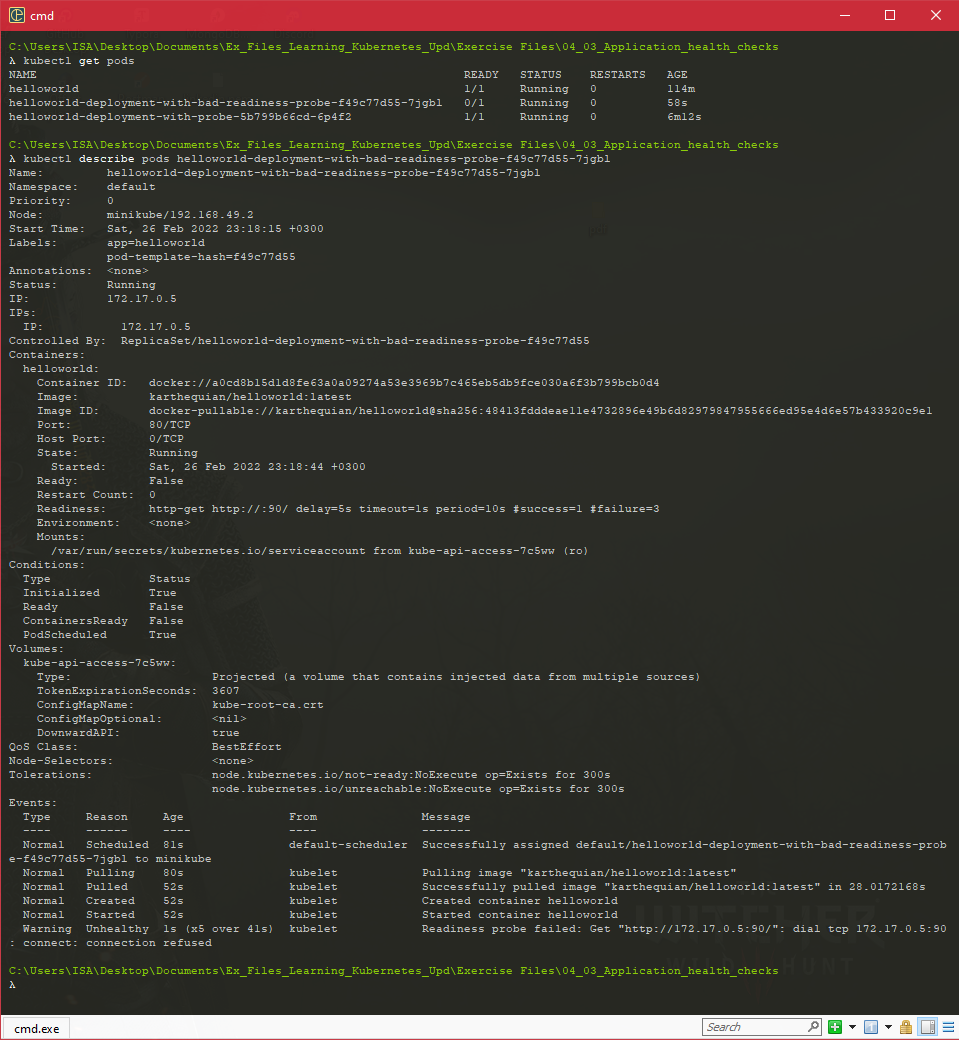 cmd
C:\Users\ISA\Desktop\Documents\Ex_Files_Learning_Kubernetes_Upd\Exercise Files\04_03_Application_health_checks
λ kubectl get pods
NAME READY STATUS RESTARTS AGE
helloworld 1/1 Running 0 114m
helloworld-deployment-with-bad-readiness-probe-f49c77d55-7jgbl 0/1 Running 0 58s
helloworld-deployment-with-probe-5b799b66cd-6p4f2 1/1 Running 0 6m12s
C:\Users\ISA\Desktop\Documents\Ex_Files_Learning_Kubernetes_Upd\Exercise Files\04_03_Application_health_checks
λ kubectl describe pods helloworld-deployment-with-bad-readiness-probe-f49c77d55-7jgbl
Name: helloworld-deployment-with-bad-readiness-probe-f49c77d55-7jgbl
Namespace: default
Priority: 0
Node: minikube/192.168.49.2
Start Time: Sat, 26 Feb 2022 23:18:15 +0300
Labels: app=helloworld
pod-template-hash=f49c77d55
Annotations: <none>
Status: Running
IP: 172.17.0.5
IPs:
IP: 172.17.0.5
Controlled By: ReplicaSet/helloworld-deployment-with-bad-readiness-probe-f49c77d55
Containers:
helloworld:
Container ID: docker://a0cd8b15d1d8fe63a0a09274a53e3969b7c465eb5db9fce030a6f3b799bcb0d4
Image: karthequian/helloworld:latest
Image ID: docker-pullable://karthequian/helloworld@sha256:48413fdddeae11e4732896e49b6d82979847955666ed95e4d6e57b433920c9e1
Port: 80/TCP
Host Port: 0/TCP
State: Running
Started: Sat, 26 Feb 2022 23:18:44 +0300
Ready: False
Restart Count: 0
Readiness: http-get http://:90/ delay=5s timeout=1s period=10s #success=1 #failure=3
Environment: <none>
Mounts:
/var/run/secrets/kubernetes.io/serviceaccount from kube-api-access-7c5ww (ro)
Conditions:
Type Status
Initialized True
Ready False
ContainersReady False
PodScheduled True
Volumes:
kube-api-access-7c5ww:
Type: Projected (a volume that contains injected data from multiple sources)
TokenExpirationSeconds: 3607
ConfigMapName: kube-root-ca.crt
ConfigMapOptional: <nil>
DownwardAPI: true
QoS Class: BestEffort
Node-Selectors: <none>
Tolerations: node.kubernetes.io/not-ready:NoExecute op=Exists for 300s
node.kubernetes.io/unreachable:NoExecute op=Exists for 300s
Events:
Type Reason Age From Message
---- ------ ---- ---- -------
Normal Scheduled 81s default-scheduler Successfully assigned default/helloworld-deployment-with-bad-readiness-prob
e-f49c77d55-7jgbl to minikube
Normal Pulling 80s kubelet Pulling image "karthequian/helloworld:latest"
Normal Pulled 52s kubelet Successfully pulled image "karthequian/helloworld:latest" in 28.0172168s
Normal Created 52s kubelet Created container helloworld
Normal Started 52s kubelet Started container helloworld
Warning Unhealthy 1s (x5 over 41s) kubelet Readiness probe failed: Get "http://172.17.0.5:90/": dial tcp 172.17.0.5:90
: connect: connection refused
WITCHER
WILD HUNT
C:\Users\ISA\Desktop\Documents\Ex_Files_Learning_Kubernetes_Upd\Exercise Files\04_03_Application_health_checks
λ
cmd.exe
Search